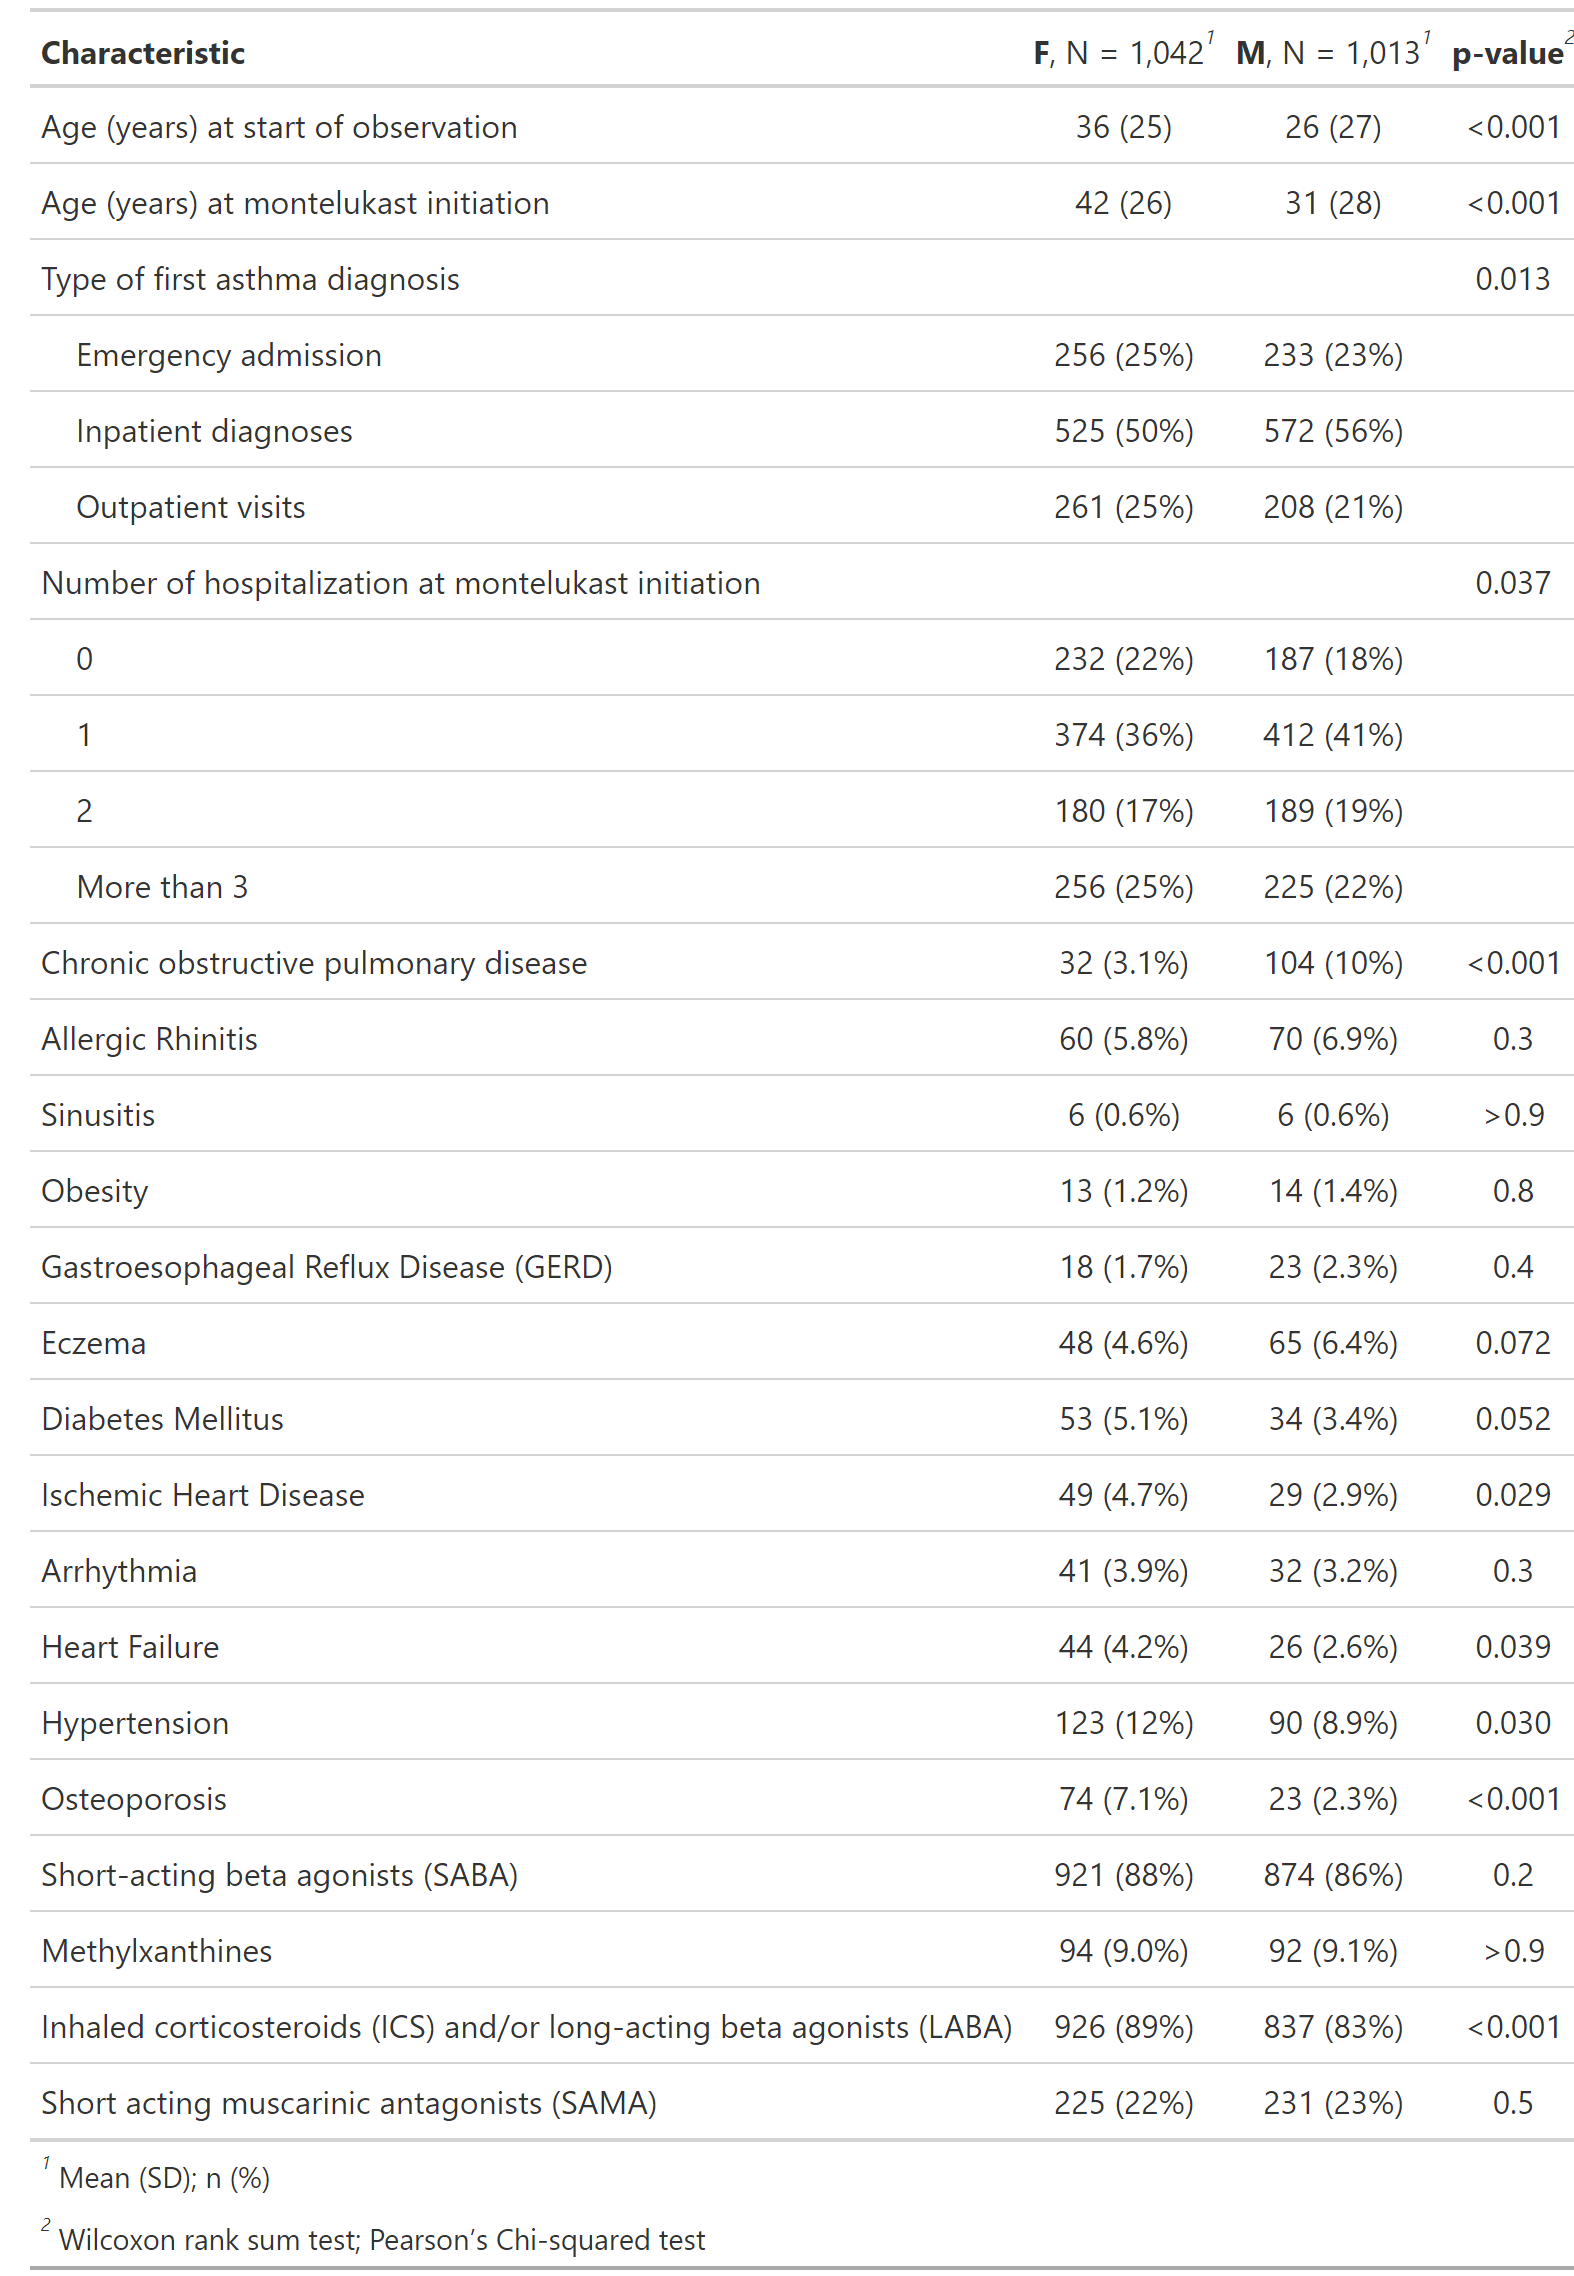 Characteristic F, N = 1,042¹ M, N = 1,013¹ p-value²
Age (years) at start of observation 36 (25) 26 (27) <0.001
Age (years) at montelukast initiation 42 (26) 31 (28) <0.001
Type of first asthma diagnosis 0.013
Emergency admission 256 (25%) 233 (23%)
Inpatient diagnoses 525 (50%) 572 (56%)
Outpatient visits 261 (25%) 208 (21%)
Number of hospitalization at montelukast initiation 0.037
0 232 (22%) 187 (18%)
1 374 (36%) 412 (41%)
2 180 (17%) 189 (19%)
More than 3 256 (25%) 225 (22%)
Chronic obstructive pulmonary disease 32 (3.1%) 104 (10%) <0.001
Allergic Rhinitis 60 (5.8%) 70 (6.9%) 0.3
Sinusitis 6 (0.6%) 6 (0.6%) >0.9
Obesity 13 (1.2%) 14 (1.4%) 0.8
Gastroesophageal Reflux Disease (GERD) 18 (1.7%) 23 (2.3%) 0.4
Eczema 48 (4.6%) 65 (6.4%) 0.072
Diabetes Mellitus 53 (5.1%) 34 (3.4%) 0.052
Ischemic Heart Disease 49 (4.7%) 29 (2.9%) 0.029
Arrhythmia 41 (3.9%) 32 (3.2%) 0.3
Heart Failure 44 (4.2%) 26 (2.6%) 0.039
Hypertension 123 (12%) 90 (8.9%) 0.030
Osteoporosis 74 (7.1%) 23 (2.3%) <0.001
Short-acting beta agonists (SABA) 921 (88%) 874 (86%) 0.2
Methylxanthines 94 (9.0%) 92 (9.1%) >0.9
Inhaled corticosteroids (ICS) and/or long-acting beta agonists (LABA) 926 (89%) 837 (83%) <0.001
Short acting muscarinic antagonists (SAMA) 225 (22%) 231 (23%) 0.5
¹ Mean (SD); n (%)
² Wilcoxon rank sum test; Pearson’s Chi-squared test